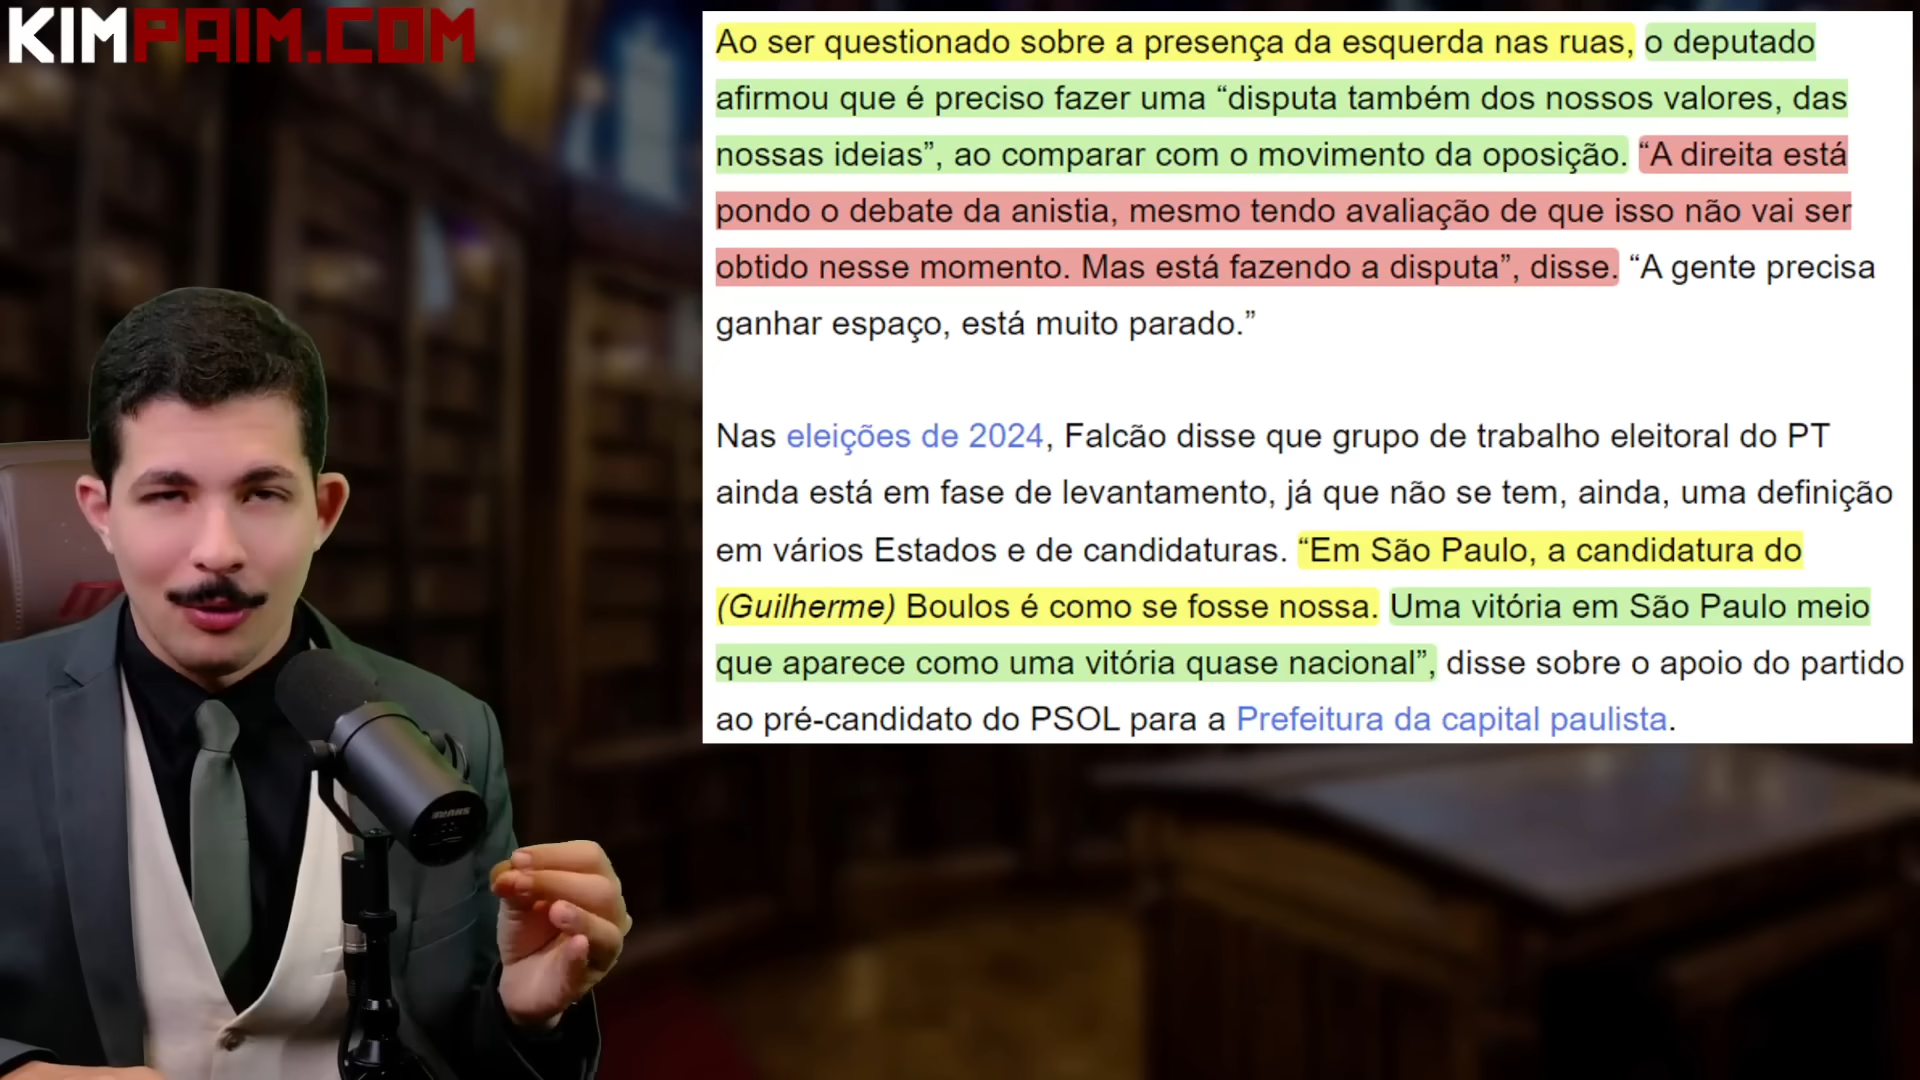 KIMPAIM.COM
Ao ser questionado sobre a presença da esquerda nas ruas, o deputado
afirmou que é preciso fazer uma “disputa também dos nossos valores, das
nossas ideias”, ao comparar com o movimento da oposição. “A direita está
pondo o debate da anistia, mesmo tendo avaliação de que isso não vai ser
obtido nesse momento. Mas está fazendo a disputa”, disse. “A gente precisa
ganhar espaço, está muito parado.”
Nas eleições de 2024, Falcão disse que grupo de trabalho eleitoral do PT
ainda está em fase de levantamento, já que não se tem, ainda, uma definição
em vários Estados e de candidaturas. “Em São Paulo, a candidatura do
(Guilherme) Boulos é como se fosse nossa. Uma vitória em São Paulo meio
que aparece como uma vitória quase nacional”, disse sobre o apoio do partido
ao pré-candidato do PSOL para a Prefeitura da capital paulista.
SHURE